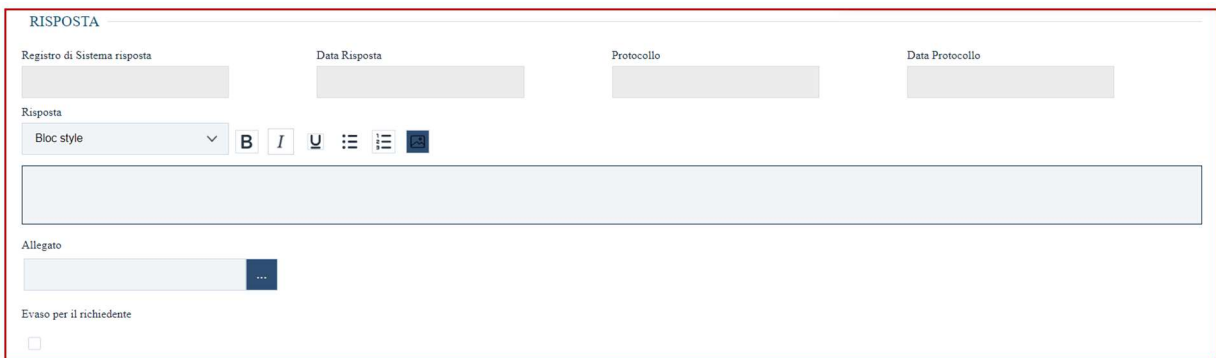 RISPOSTA
Registro di Sistema risposta Data Risposta Protocollo Data Protocollo
Risposta
Bloc style B I U
Allegato
...
Evaso per il richiedente